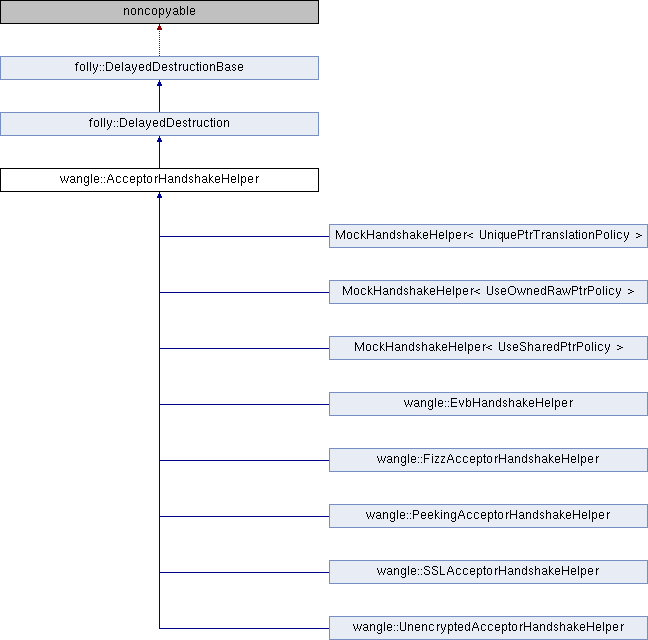 noncopyable
folly::DelayedDestructionBase
folly::DelayedDestruction
wangle::AcceptorHandshakeHelper
MockHandshakeHelper< UniquePtrTranslationPolicy >
MockHandshakeHelper< UseOwnedRawPtrPolicy >
MockHandshakeHelper< UseSharedPtrPolicy >
wangle::EvbHandshakeHelper
wangle::FizzAcceptorHandshakeHelper
wangle::PeekingAcceptorHandshakeHelper
wangle::SSLAcceptorHandshakeHelper
wangle::UnencryptedAcceptorHandshakeHelper